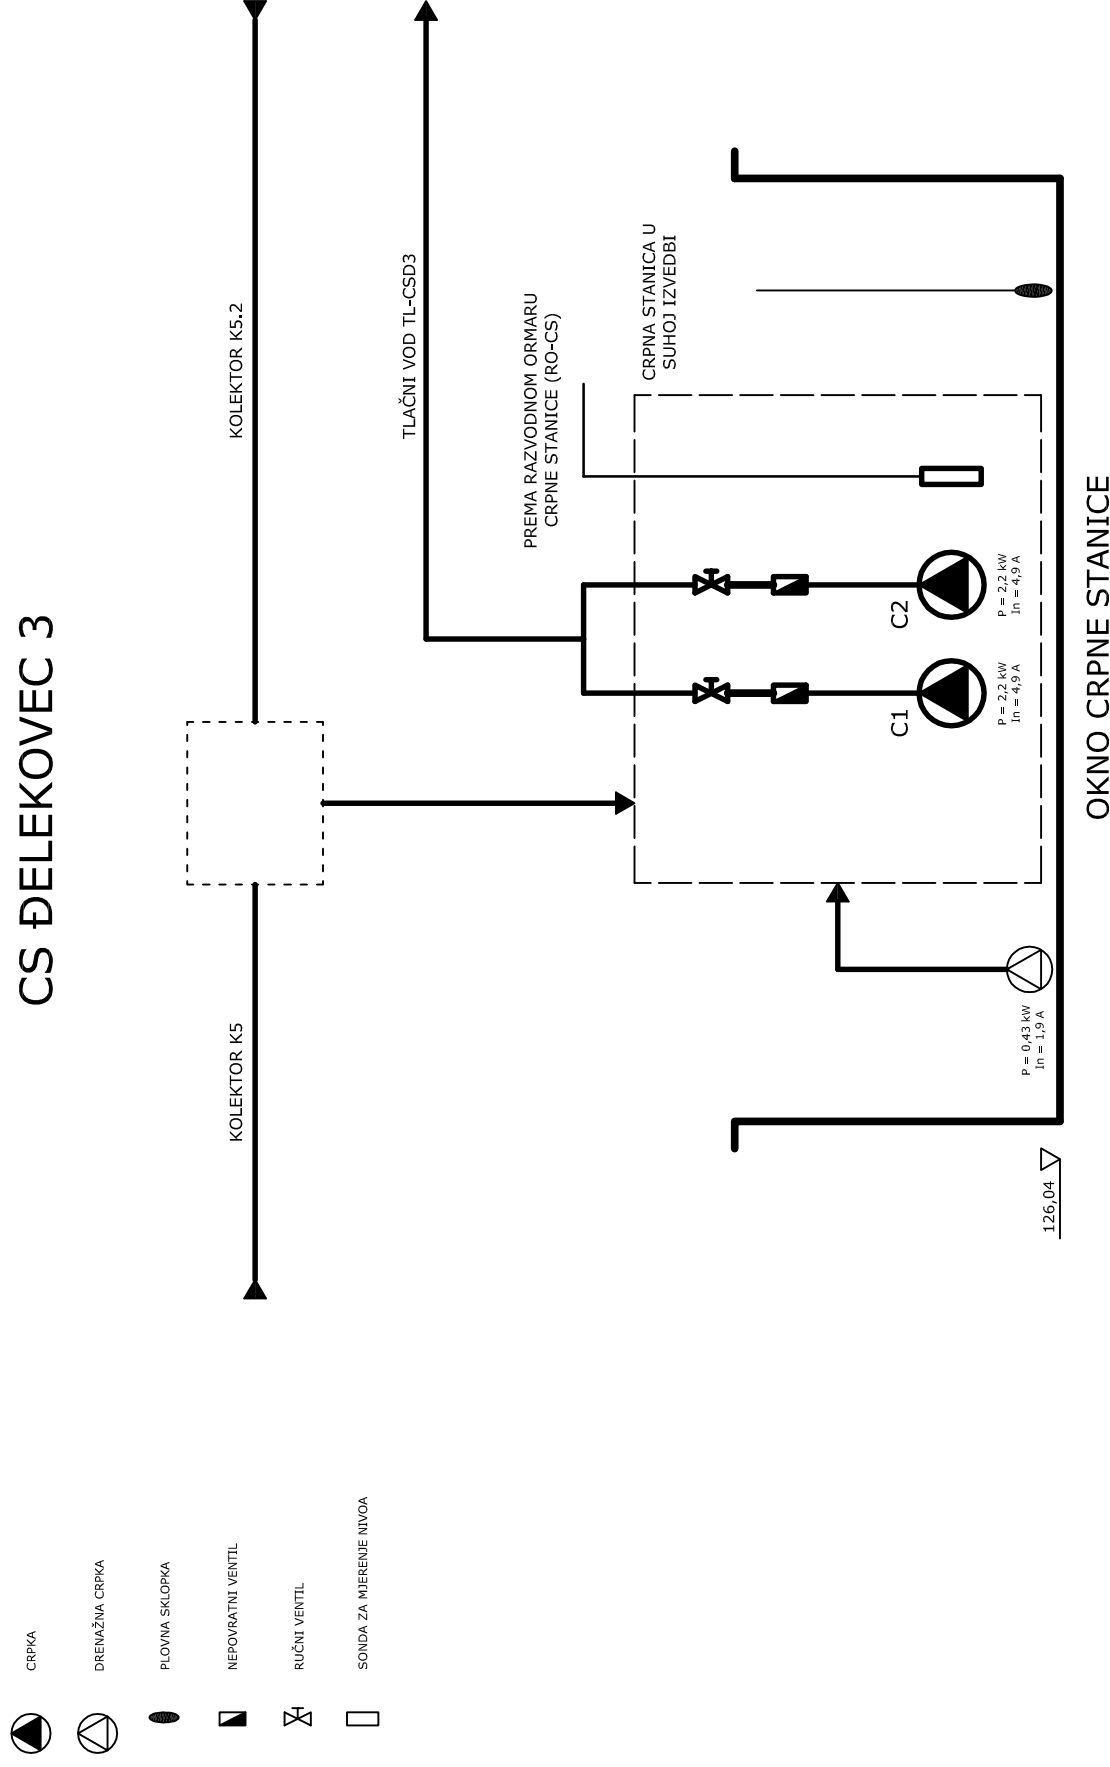 CS ĐELEKOVEC 3
KOLEKTOR K5
KOLEKTOR K5.2
TLAČNI VOD TL-CSD3
PREMA RAZVODNOM ORMARU
CRPNE STANICE (RO-CS)
CRPNA STANICA U
SUHOJ IZVEDBI
C1
C2
P = 2,2 kW
In = 4,9 A
P = 2,2 kW
In = 4,9 A
P = 0,43 kW
In = 1,9 A
126,04
OKNO CRPNE STANICE
CRPKA
DRENAŽNA CRPKA
PLOVNA SKLOPKA
NEPOVRATNI VENTIL
RUČNI VENTIL
SONDA ZA MJERENJE NIVOA